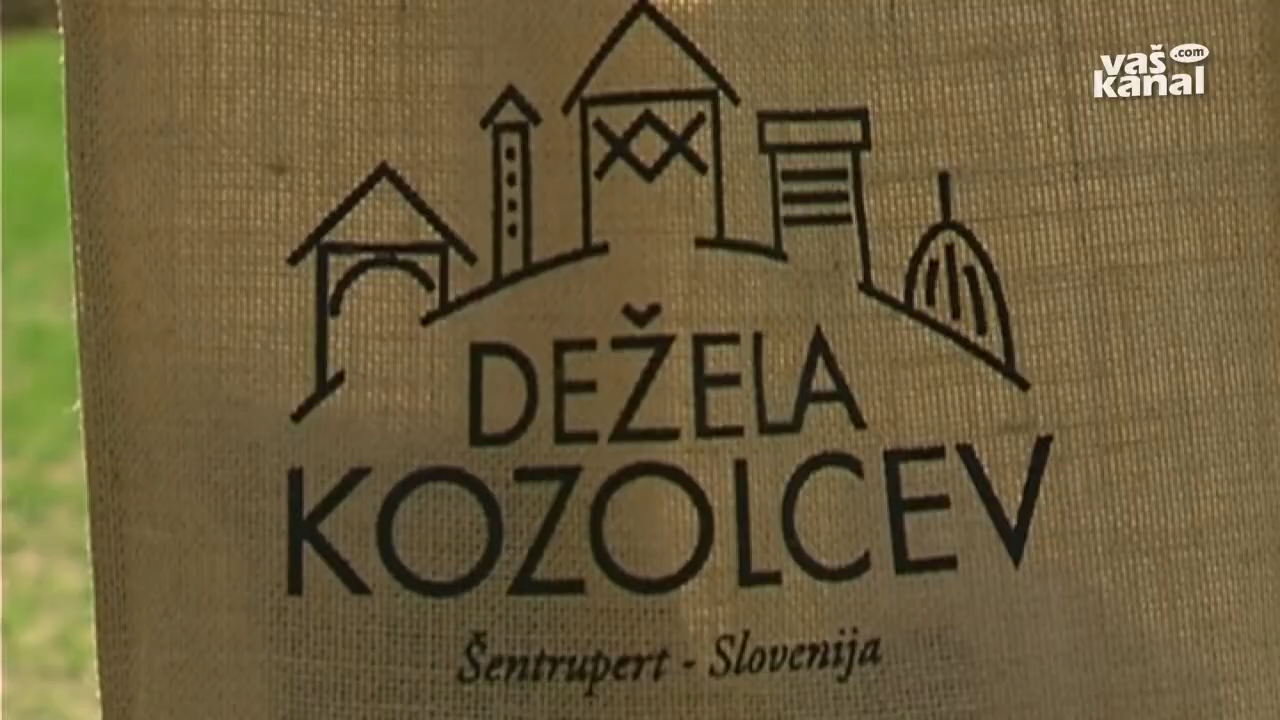 vaš .com
kanal
DEŽELA
KOZOLCEV
Šentrupert - Slovenija